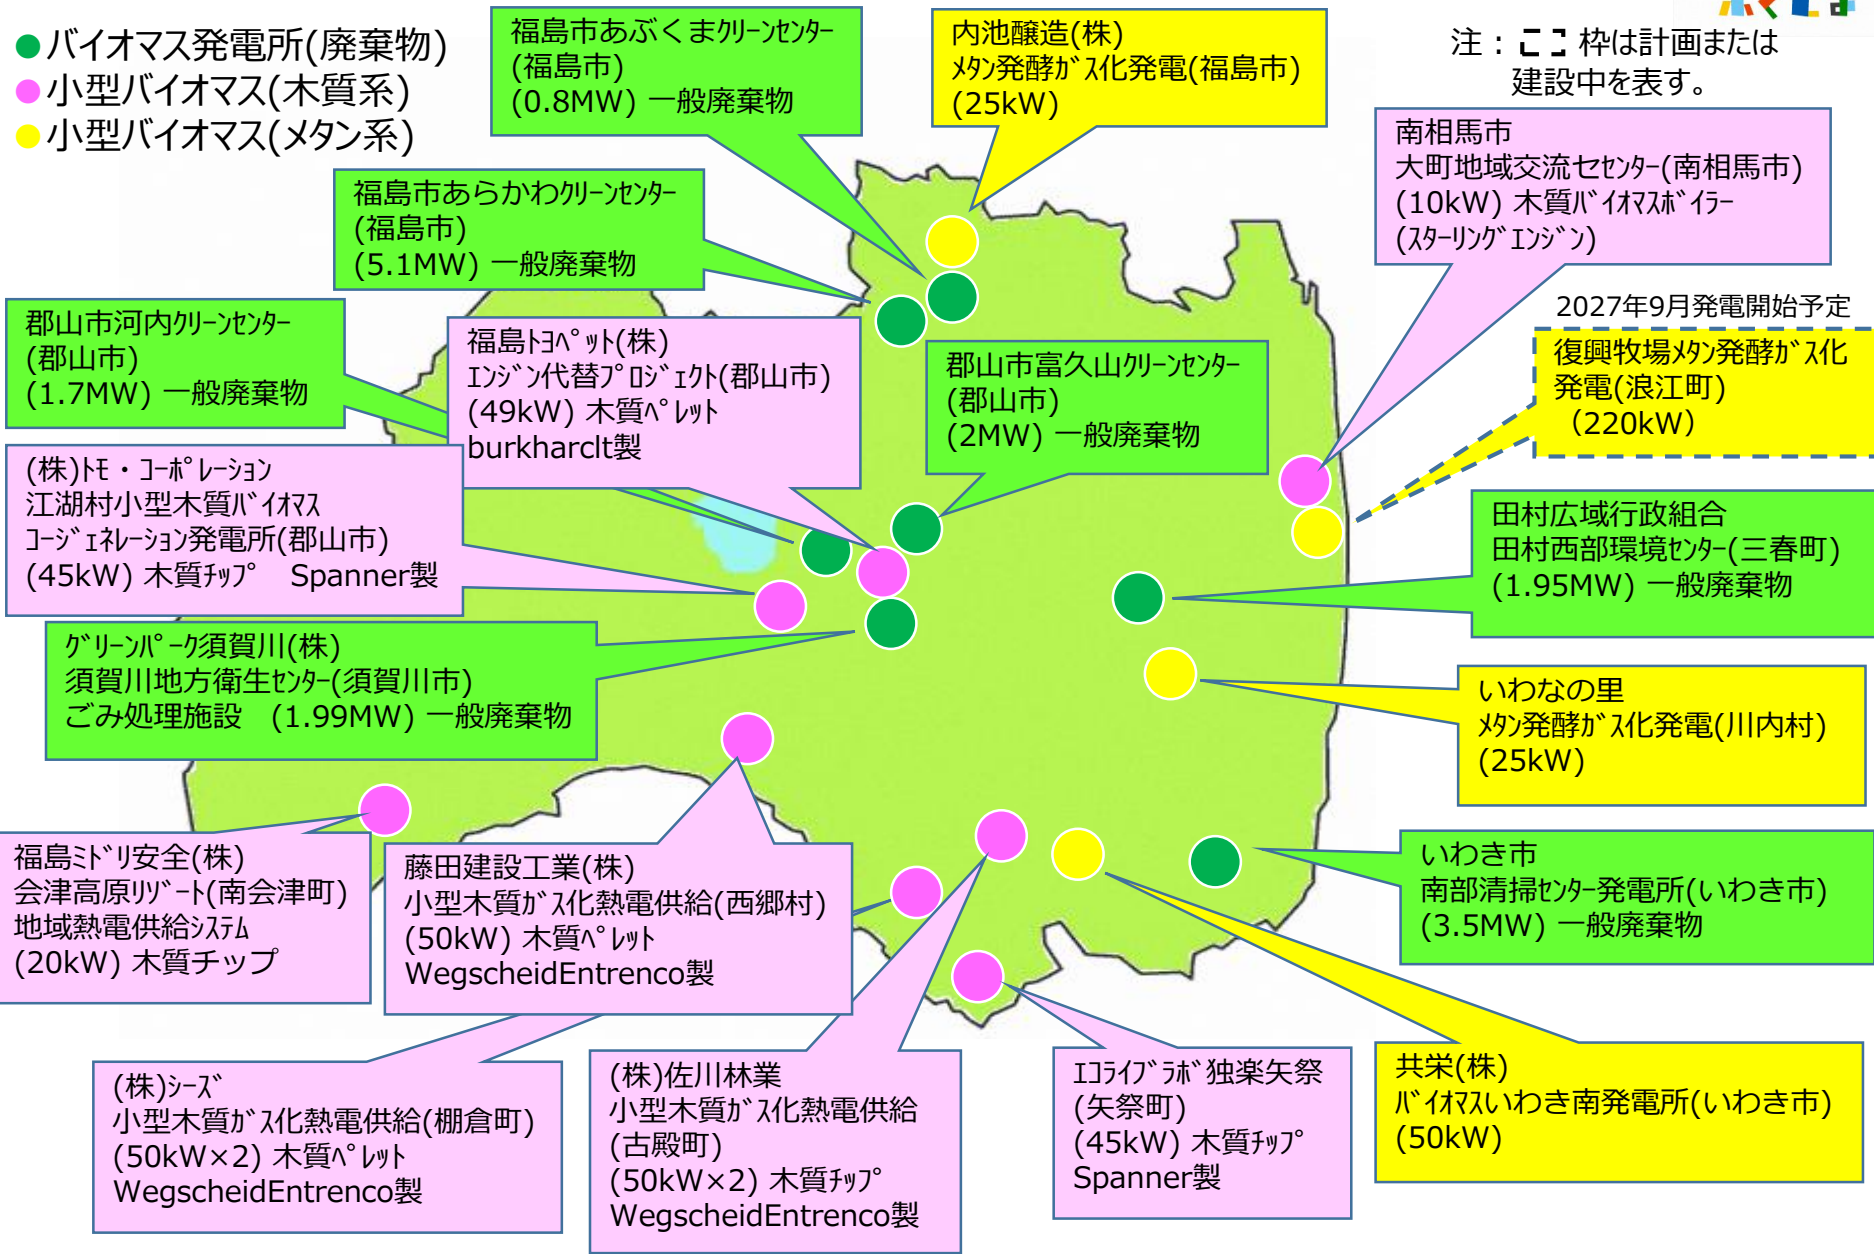 ●バイオマス発電所(廃棄物)
●小型バイオマス(木質系)
●小型バイオマス(メタン系)
福島市あぶくまｸﾘｰﾝｾﾝﾀｰ
(福島市)
(0.8MW) 一般廃棄物
内池醸造(株)
ﾒﾀﾝ発酵ｶﾞｽ化発電(福島市)
(25kW)
注：枠は計画または
建設中を表す。
南相馬市
大町地域交流セセンター(南相馬市)
(10kW) 木質ﾊﾞｲｵﾏｽﾎﾞｲﾗｰ
(ｽﾀｰﾘﾝｸﾞｴﾝｼﾞﾝ)
福島市あらかわｸﾘｰﾝｾﾝﾀｰ
(福島市)
(5.1MW) 一般廃棄物
2027年9月発電開始予定
復興牧場ﾒﾀﾝ発酵ｶﾞｽ化
発電(浪江町)
（220kW）
郡山市河内ｸﾘｰﾝｾﾝﾀｰ
(郡山市)
(1.7MW) 一般廃棄物
福島ﾄﾖﾍﾟｯﾄ(株)
ｴﾝｼﾞﾝ代替ﾌﾟﾛｼﾞｪｸﾄ(郡山市)
(49kW) 木質ﾍﾟﾚｯﾄ
burkharclt製
郡山市富久山ｸﾘｰﾝｾﾝﾀｰ
(郡山市)
(2MW) 一般廃棄物
(株)ﾄﾓ・ｺｰﾎﾟﾚｰｼｮﾝ
江湖村小型木質ﾊﾞｲｵﾏｽ
ｺｰｼﾞｪﾈﾚｰｼｮﾝ発電所(郡山市)
(45kW) 木質ﾁｯﾌﾟ　Spanner製
田村広域行政組合
田村西部環境ｾﾝﾀｰ(三春町)
(1.95MW) 一般廃棄物
ｸﾞﾘｰﾝﾊﾟｰｸ須賀川(株)
須賀川地方衛生ｾﾝﾀｰ(須賀川市)
ごみ処理施設　(1.99MW) 一般廃棄物
いわなの里
ﾒﾀﾝ発酵ｶﾞｽ化発電(川内村)
(25kW)
福島ﾐﾄﾞﾘ安全(株)
会津高原ﾘｿﾞｰﾄ(南会津町)
地域熱電供給ｼｽﾃﾑ
(20kW) 木質チップ
藤田建設工業(株)
小型木質ｶﾞｽ化熱電供給(西郷村)
(50kW) 木質ﾍﾟﾚｯﾄ
WegscheidEntrenco製
いわき市
南部清掃ｾﾝﾀｰ発電所(いわき市)
(3.5MW) 一般廃棄物
(株)ｼｰｽﾞ
小型木質ｶﾞｽ化熱電供給(棚倉町)
(50kW×2) 木質ﾍﾟﾚｯﾄ
WegscheidEntrenco製
(株)佐川林業
小型木質ｶﾞｽ化熱電供給
(古殿町)
(50kW×2) 木質ﾁｯﾌﾟ
WegscheidEntrenco製
ｴｺﾗｲﾌﾞﾗﾎﾞ独楽矢祭
(矢祭町)
(45kW) 木質ﾁｯﾌﾟ
Spanner製
共栄(株)
ﾊﾞｲｵﾏｽいわき南発電所(いわき市)
(50kW)